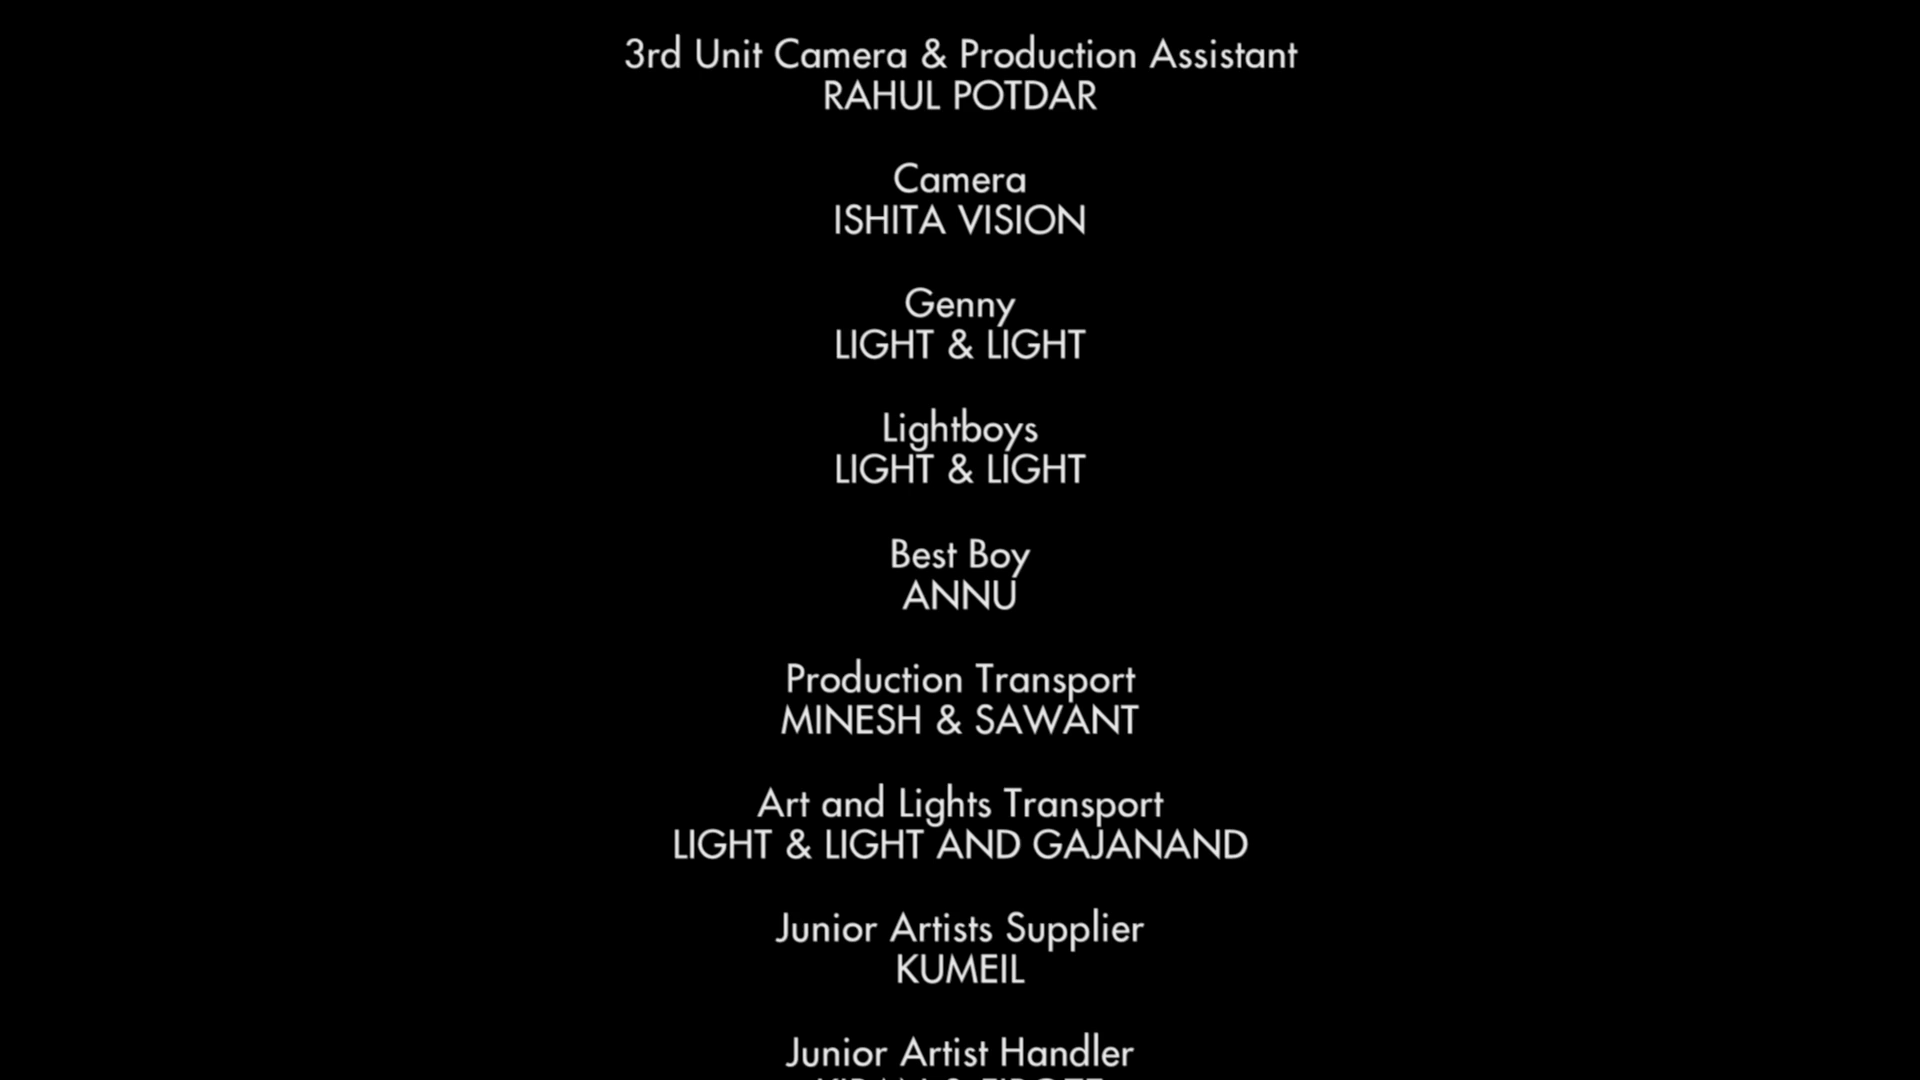 3rd Unit Camera & Production Assistant
RAHUL POTDAR
Camera
ISHITA VISION
Genny
LIGHT & LIGHT
Lightboys
LIGHT & LIGHT
Best Boy
ANNU
Production Transport
MINESH & SAWANT
Art and Lights Transport
LIGHT & LIGHT AND GAJANAND
Junior Artists Supplier
KUMEIL
Junior Artist Handler